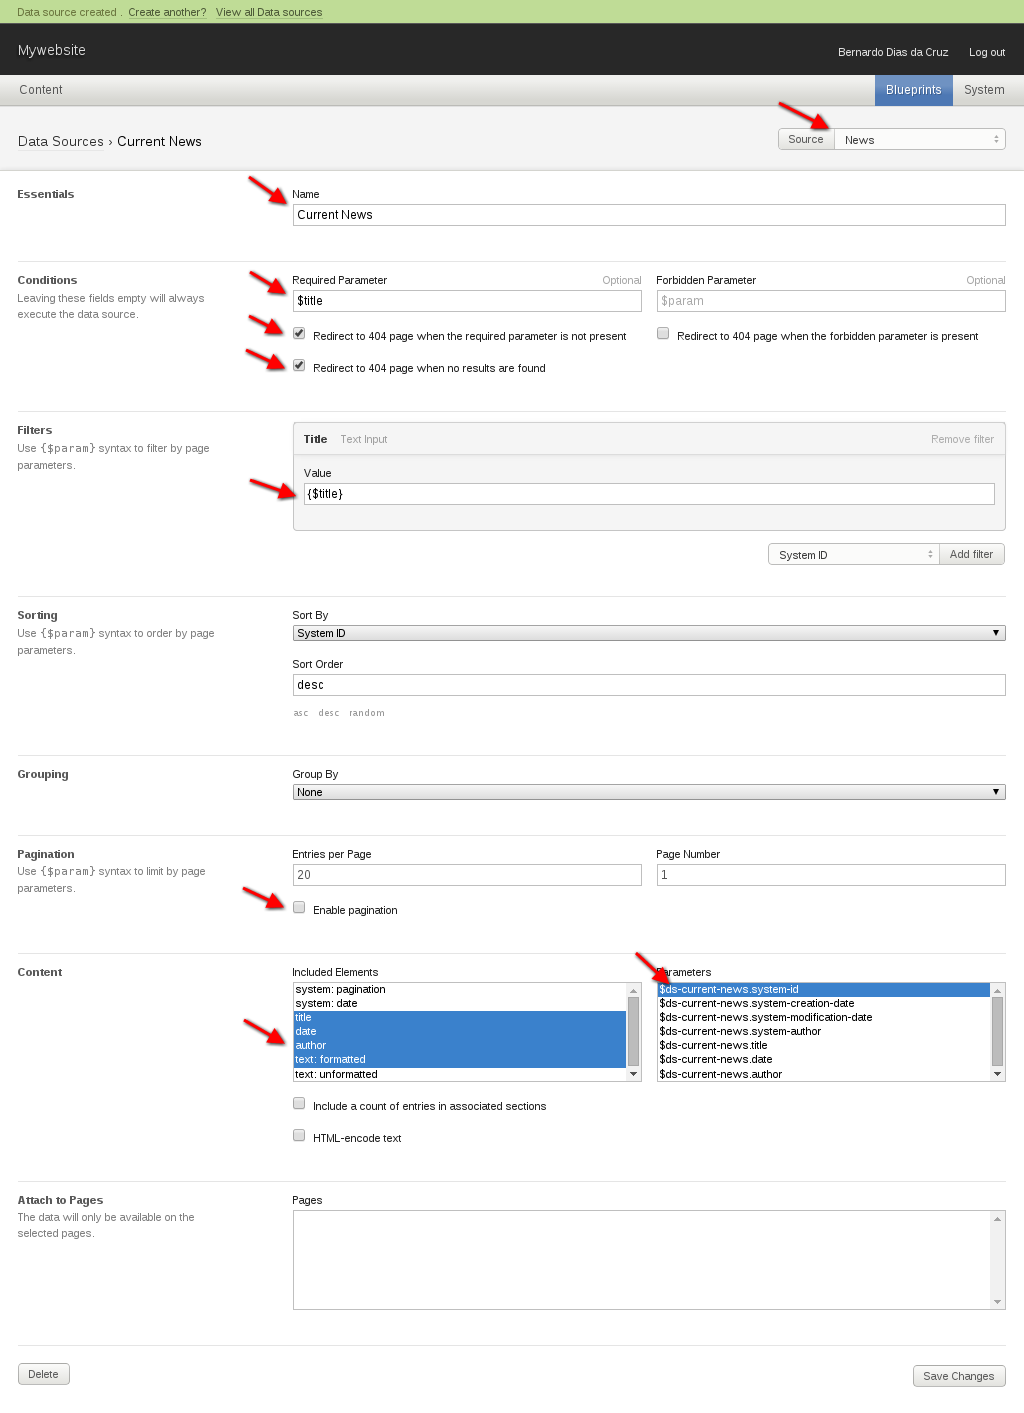 Data source created . Create another? View all Data sources
Mywebsite
Bernardo Dias da Cruz Log out
Content Blueprints System
Data Sources › Current News Source News
Essentials Name
Current News
Conditions Required Parameter Optional Forbidden Parameter Optional
Leaving these fields empty will always
execute the data source.
$title $param
Redirect to 404 page when the required parameter is not present Redirect to 404 page when the forbidden parameter is present
Redirect to 404 page when no results are found
Filters
Use {$param} syntax to filter by page
parameters.
Title Text Input Remove filter
Value
{$title}
System ID Add filter
Sorting Sort By
Use {$param} syntax to order by page
parameters.
System ID
Sort Order
desc
asc desc random
Grouping Group By
None
Pagination Entries per Page Page Number
Use {$param} syntax to limit by page
parameters.
20 1
Enable pagination
Content Included Elements Parameters
system: pagination $ds-current-news.system-id
system: date $ds-current-news.system-creation-date
title $ds-current-news.system-modification-date
date $ds-current-news.system-author
author $ds-current-news.title
text: formatted $ds-current-news.date
text: unformatted $ds-current-news.author
Include a count of entries in associated sections
HTML-encode text
Attach to Pages Pages
The data will only be available on the
selected pages.
Delete Save Changes